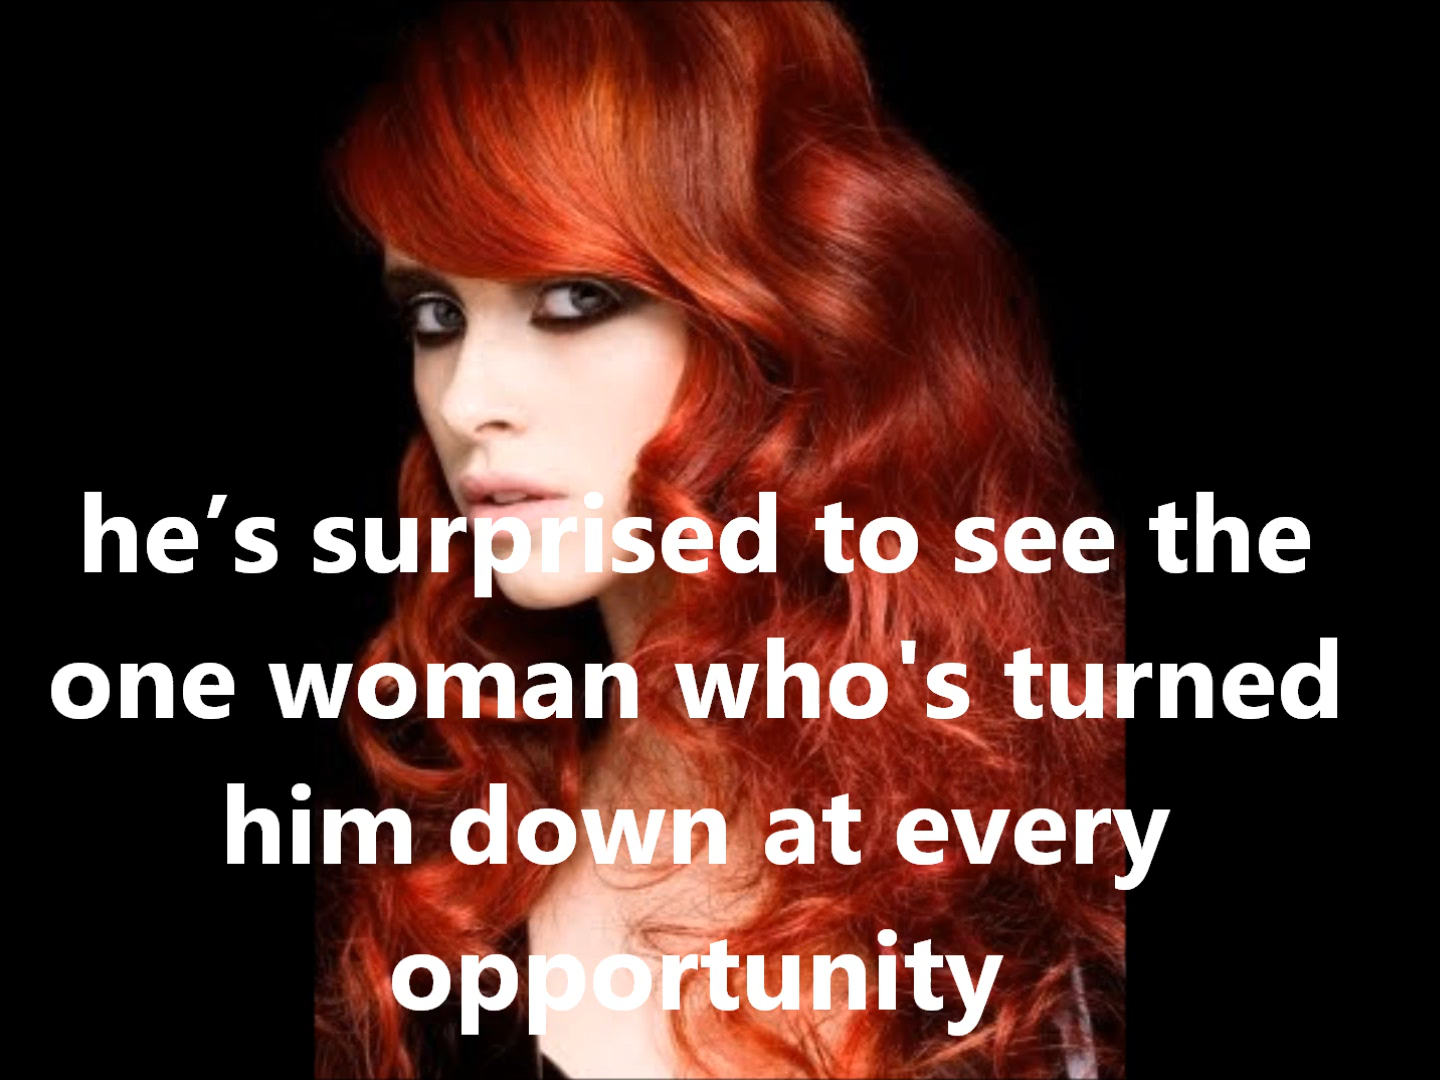 he’s surprised to see the
one woman who's turned
him down at every
opportunity